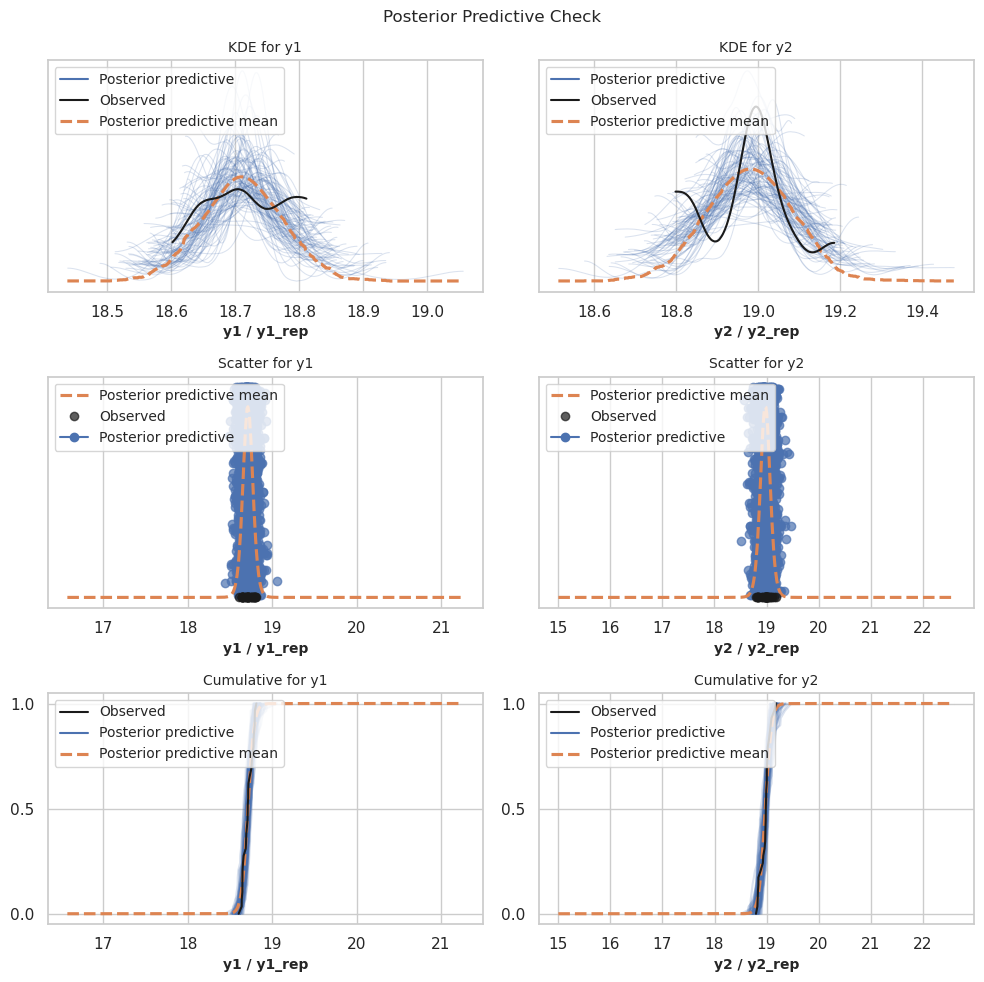 Posterior Predictive Check
KDE for y1
Posterior predictive
Observed
Posterior predictive mean
18.5 18.6 18.7 18.8 18.9 19.0
y1 / y1_rep
KDE for y2
Posterior predictive
Observed
Posterior predictive mean
18.6 18.8 19.0 19.2 19.4
y2 / y2_rep
Scatter for y1
Posterior predictive mean
Observed
Posterior predictive
17 18 19 20 21
y1 / y1_rep
Scatter for y2
Posterior predictive mean
Observed
Posterior predictive
15 16 17 18 19 20 21 22
y2 / y2_rep
Cumulative for y1
1.0
Observed
Posterior predictive
Posterior predictive mean
0.5
0.0
17 18 19 20 21
y1 / y1_rep
Cumulative for y2
1.0
Observed
Posterior predictive
Posterior predictive mean
0.5
0.0
15 16 17 18 19 20 21 22
y2 / y2_rep